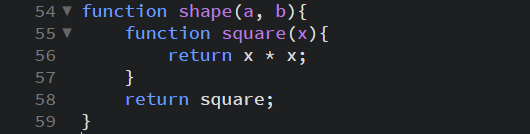 54 ▼ function shape(a, b){
55 ▼     function square(x){
56         return x * x;
57     }
58     return square;
59 }